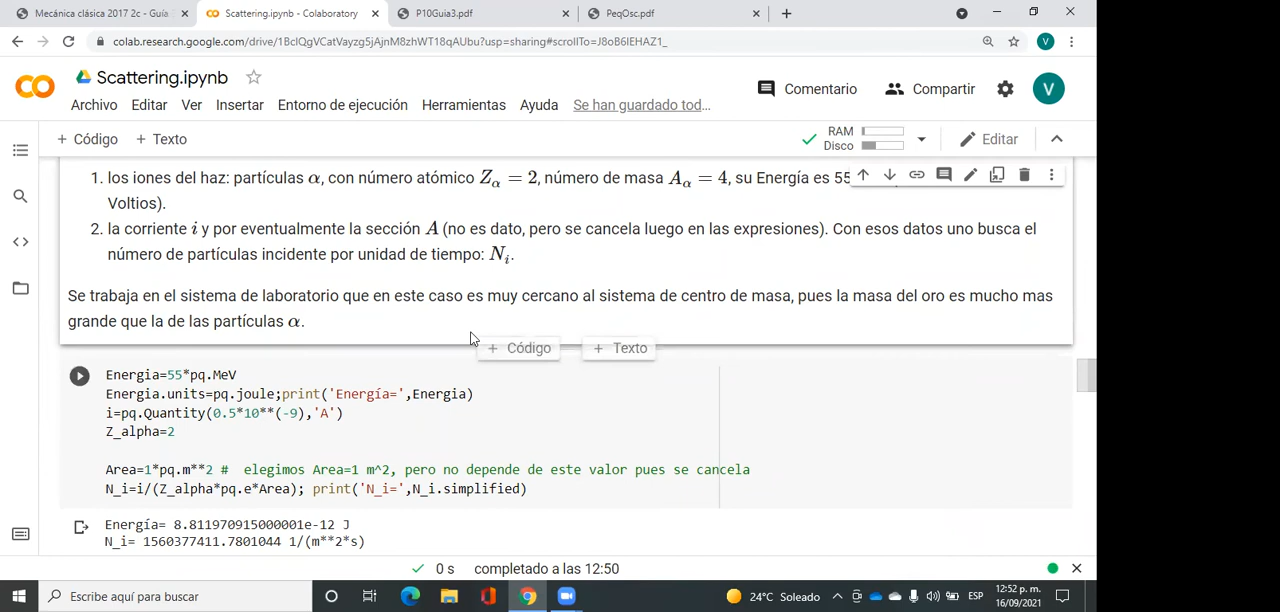 Mecánica clásica 2017 2c - Guía
Scattering.ipynb - Colaboratory
P10Guia3.pdf
PeqOsc.pdf
colab.research.google.com/drive/1BclQgVCatVayzg5jAjnM8zhWT18qAUbu?usp=sharing#scrollTo=J8oB6IEHAZ1_
V
Scattering.ipynb
Comentario
Compartir
V
Archivo Editar Ver Insertar Entorno de ejecución Herramientas Ayuda Se han guardado tod…
+ Código + Texto
RAM
Disco
Editar
1. los iones del haz: partículas α, con número atómico Z_α = 2, número de masa A_α = 4, su Energía es 55
Voltios).
2. la corriente i y por eventualmente la sección A (no es dato, pero se cancela luego en las expresiones). Con esos datos uno busca el
número de partículas incidente por unidad de tiempo: N_i.
Se trabaja en el sistema de laboratorio que en este caso es muy cercano al sistema de centro de masa, pues la masa del oro es mucho mas
grande que la de las partículas α.
+ Código + Texto
Energia=55*pq.MeV
Energia.units=pq.joule;print('Energía=',Energia)
i=pq.Quantity(0.5*10**(-9),'A')
Z_alpha=2
Area=1*pq.m**2 # elegimos Area=1 m^2, pero no depende de este valor pues se cancela
N_i=i/(Z_alpha*pq.e*Area); print('N_i=',N_i.simplified)
Energía= 8.811970915000001e-12 J
N_i= 1560377411.7801044 1/(m**2*s)
0 s completado a las 12:50
Escribe aquí para buscar
24°C Soleado
ESP
12:52 p. m.
16/09/2021